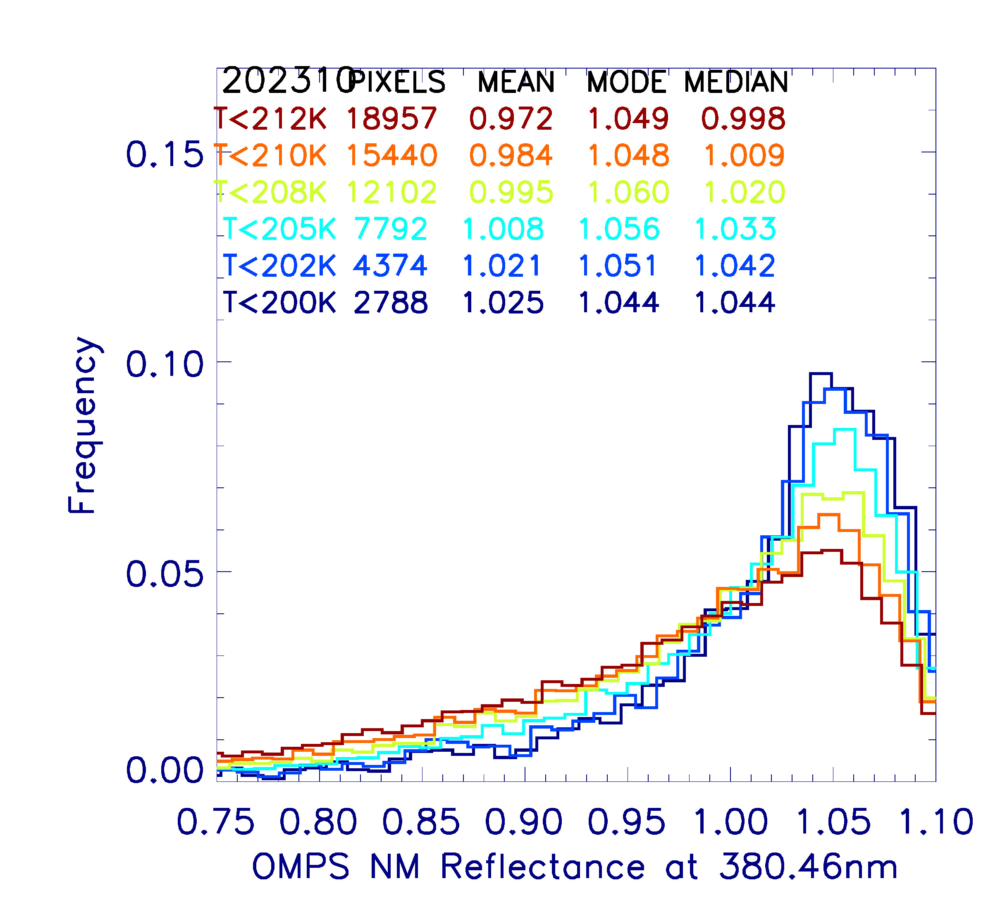 202310 PIXELS MEAN MODE MEDIAN
T<212K 18957 0.972 1.049 0.998
T<210K 15440 0.984 1.048 1.009
T<208K 12102 0.995 1.060 1.020
T<205K 7792 1.008 1.056 1.033
T<202K 4374 1.021 1.051 1.042
T<200K 2788 1.025 1.044 1.044
0.15
0.10
0.05
0.00
Frequency
0.75 0.80 0.85 0.90 0.95 1.00 1.05 1.10
OMPS NM Reflectance at 380.46nm